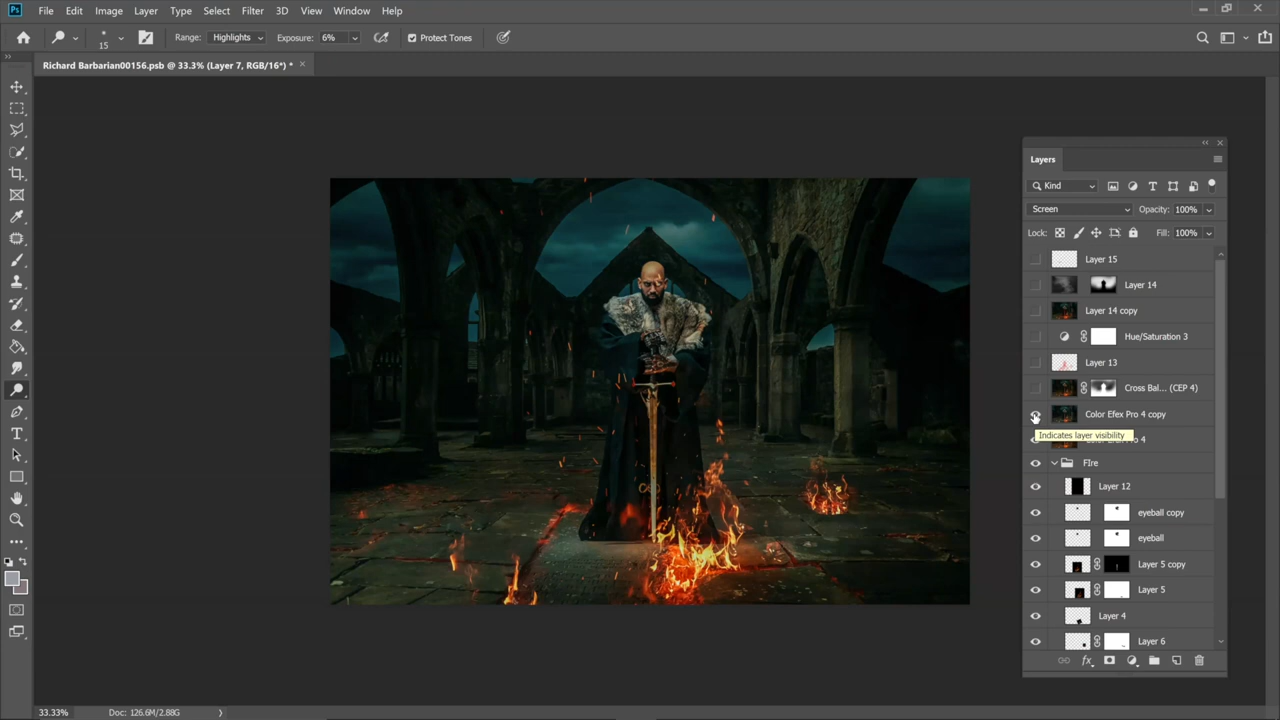 Ps File Edit Image Layer Type Select Filter 3D View Window Help
15 Range: Highlights Exposure: 6% Protect Tones
Richard Barbarian00156.psb @ 33.3% (Layer 7, RGB/16*) *
Layers
Kind
Screen Opacity: 100%
Lock: Fill: 100%
Layer 15
Layer 14
Layer 14 copy
Hue/Saturation 3
Layer 13
Cross Bal... (CEP 4)
Color Efex Pro 4 copy
Indicates layer visibility
4
FIre
Layer 12
eyeball copy
eyeball
Layer 5 copy
Layer 5
Layer 4
Layer 6
fx
33.33% Doc: 126.6M/2.88G